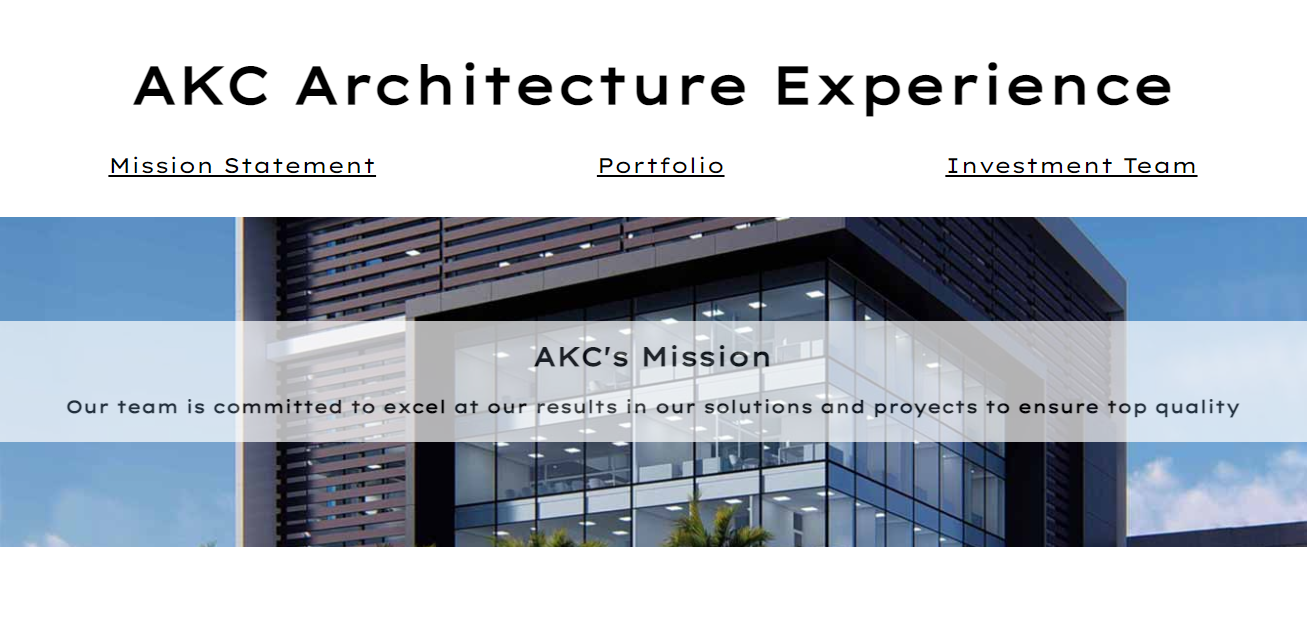 AKC Architecture Experience
Mission Statement
Portfolio
Investment Team
AKC's Mission
Our team is committed to excel at our results in our solutions and proyects to ensure top quality